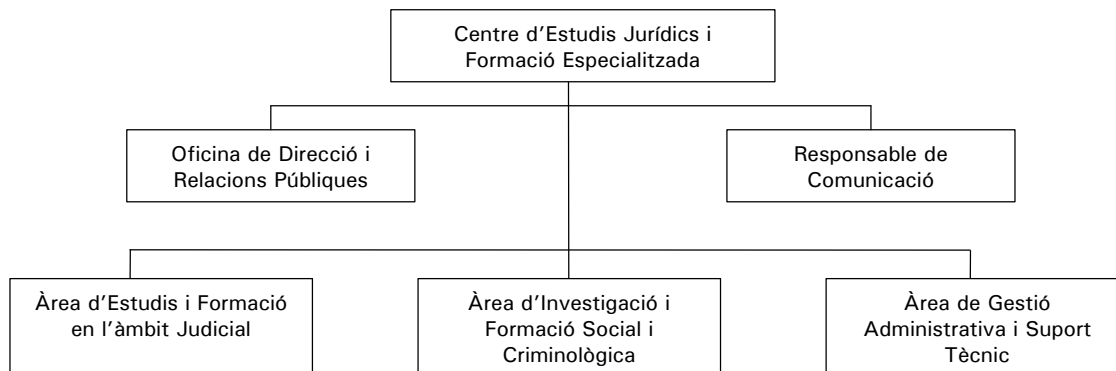 Centre d'Estudis Jurídics i
Formació Especialitzada
Oficina de Direcció i
Relacions Públiques
Responsable de
Comunicació
Àrea d'Estudis i Formació
en l'àmbit Judicial
Àrea d'Investigació i
Formació Social i
Criminològica
Àrea de Gestió
Administrativa i Suport
Tècnic